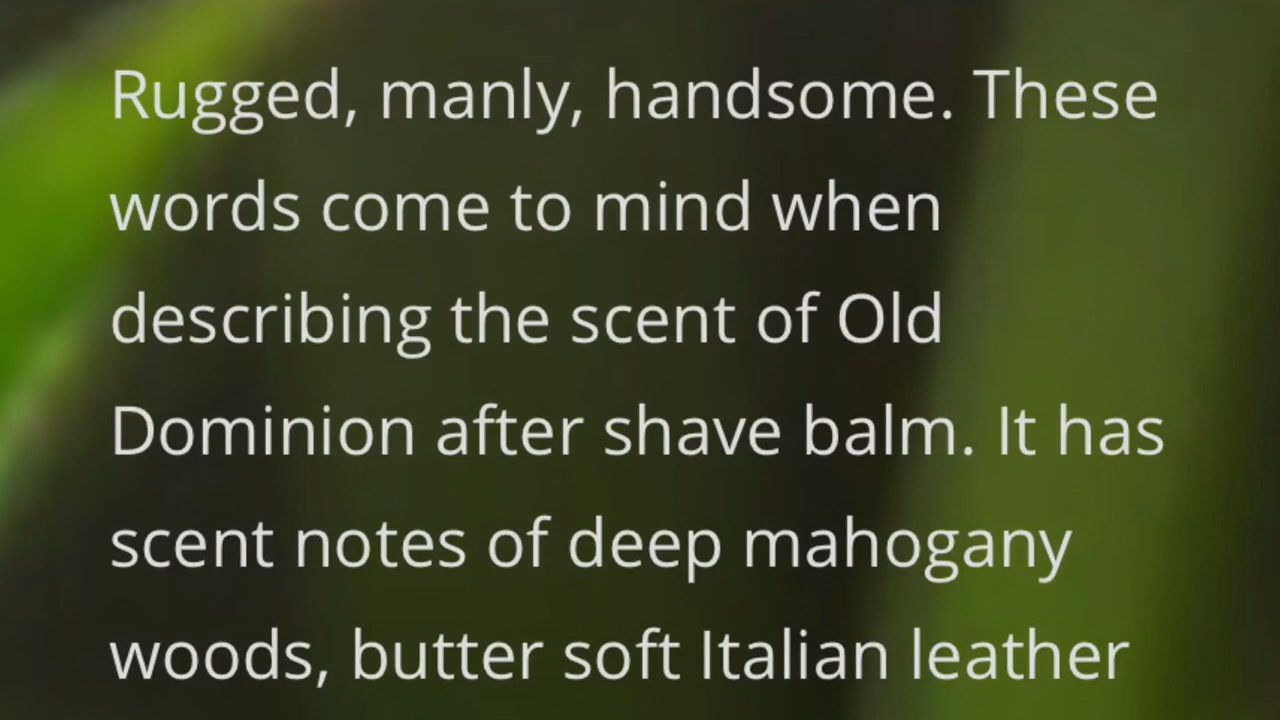 Rugged, manly, handsome. These
words come to mind when
describing the scent of Old
Dominion after shave balm. It has
scent notes of deep mahogany
woods, butter soft Italian leather